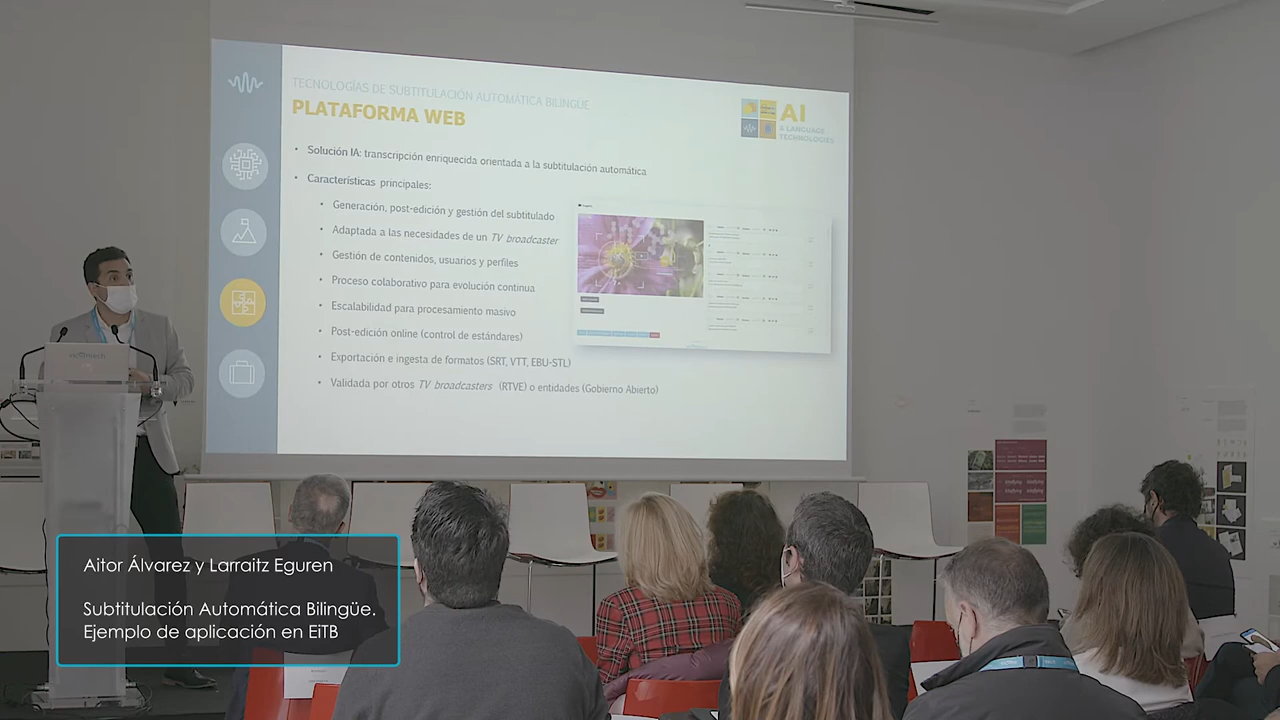 TECNOLOGÍAS DE SUBTITULACIÓN AUTOMÁTICA BILINGÜE
PLATAFORMA WEB
AI
& LANGUAGE
TECHNOLOGIES
• Solución IA: transcripción enriquecida orientada a la subtitulación automática
• Características principales:
• Generación, post-edición y gestión del subtitulado
• Adaptada a las necesidades de un TV broadcaster
• Gestión de contenidos, usuarios y perfiles
• Proceso colaborativo para evolución continua
• Escalabilidad para procesamiento masivo
• Post-edición online (control de estándares)
• Exportación e ingesta de formatos (SRT, VTT, EBU-STL)
• Validada por otros TV broadcasters (RTVE) o entidades (Gobierno Abierto)
vicomtech
Aitor Álvarez y Larraitz Eguren
Subtitulación Automática Bilingüe.
Ejemplo de aplicación en EiTB